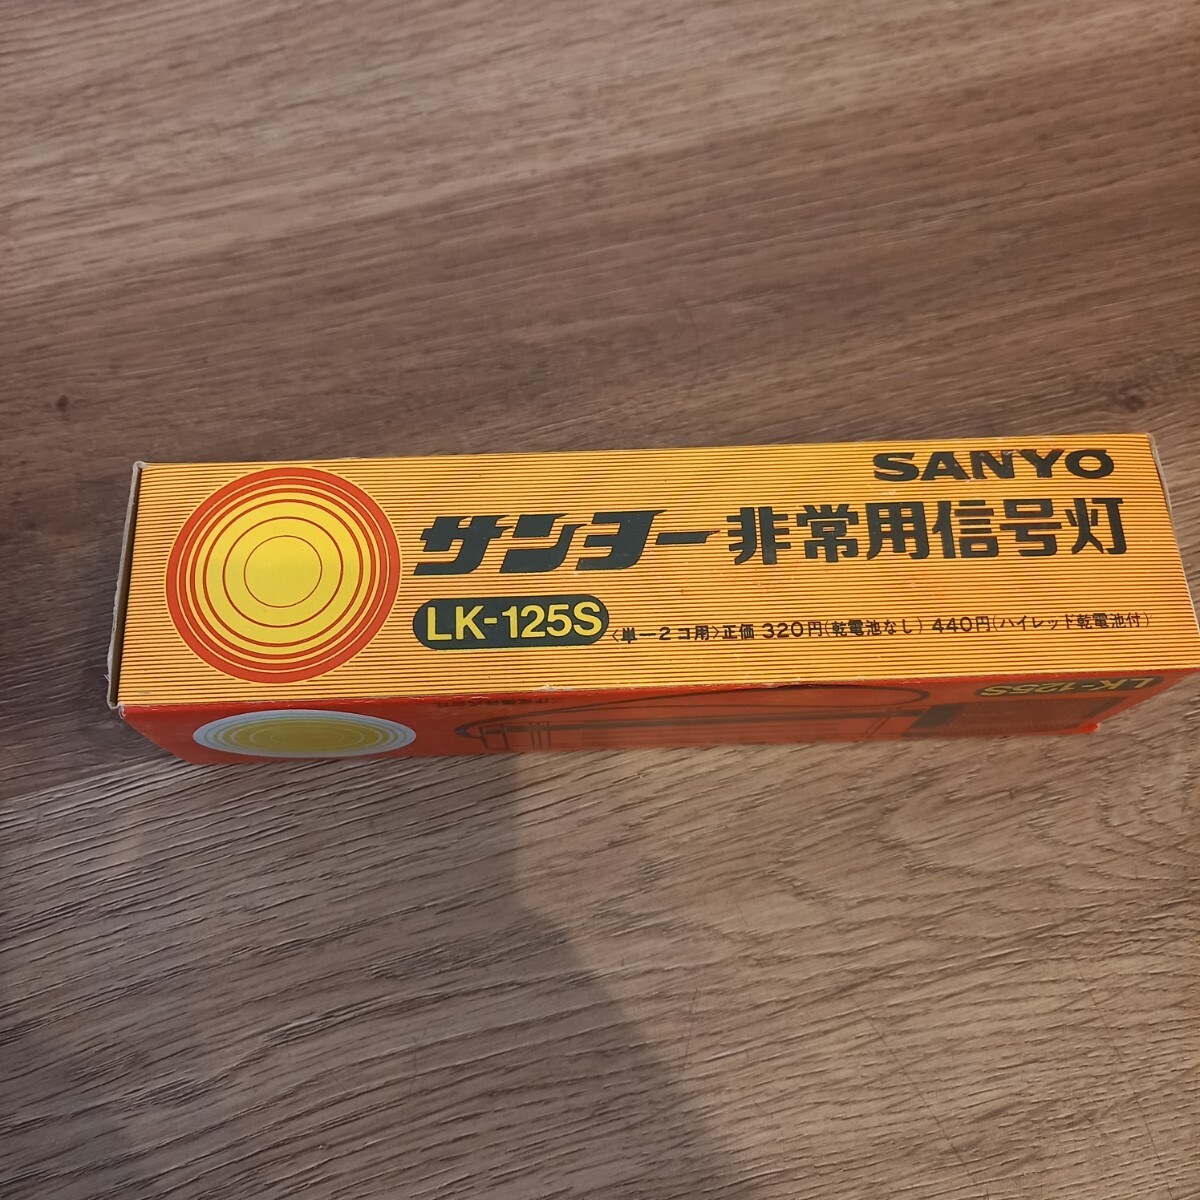 SANYO
サンヨー非常用信号灯
LK-125S
<単一2コ用>正価 320円(乾電池なし) 440円(ハイレッド乾電池付)
LK-125S